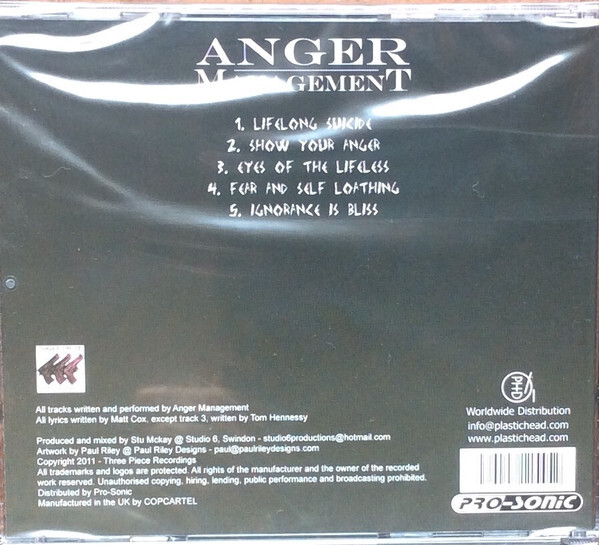 ANGER
MANAGEMENT
1. LIFELONG SUICIDE
2. SHOW YOUR ANGER
3. EYES OF THE LIFELESS
4. FEAR AND SELF LOATHING
5. IGNORANCE IS BLISS
PHD
Worldwide Distribution
info@plastichead.com
www.plastichead.com
All tracks written and performed by Anger Management
All lyrics written by Matt Cox, except track 3, written by Tom Hennessy
Produced and mixed by Stu Mckay @ Studio 6, Swindon - studio6productions@hotmail.com
Artwork by Paul Riley @ Paul Riley Designs - paul@paulrileydesigns.com
Copyright 2011 - Three Piece Recordings
All trademarks and logos are protected. All rights of the manufacturer and the owner of the recorded
work reserved. Unauthorised copying, hiring, lending, public performance and broadcasting prohibited.
Distributed by Pro-Sonic
Manufactured in the UK by COPCARTEL
PRO-SONIC